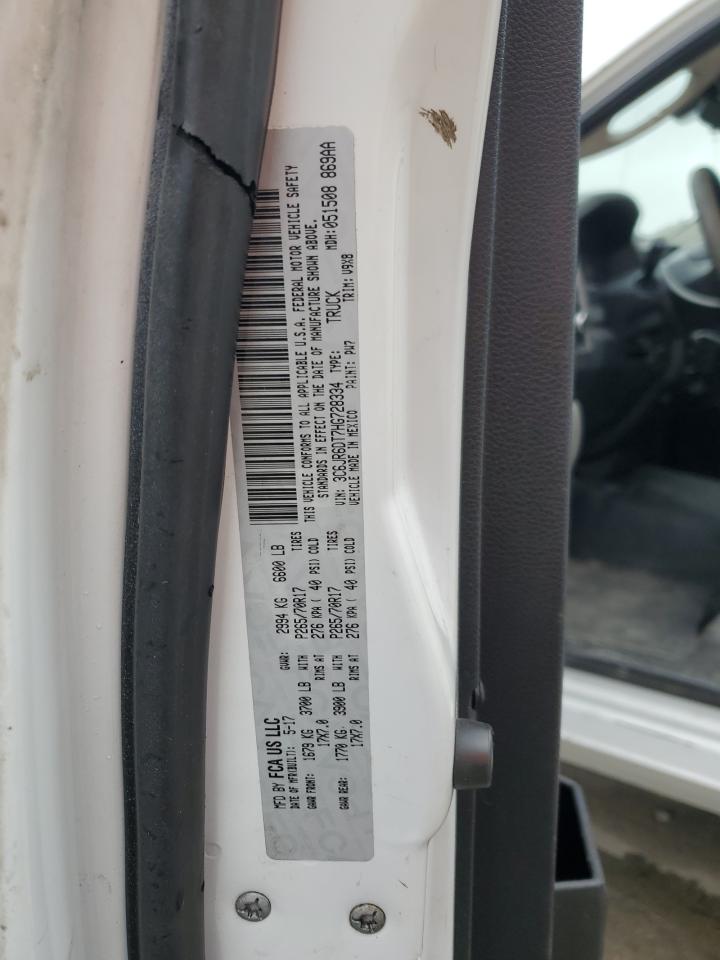 MFD BY FCA US LLC
DATE OF MFR(BUILT): 5-17 GVWR: 2994 KG 6600 LB
GAWR FRONT: 1679 KG 3700 LB WITH P265/70R17 TIRES
17X7.0 RIMS AT 276 KPA ( 40 PSI) COLD
GAWR REAR: 1770 KG 3900 LB WITH P265/70R17 TIRES
17X7.0 RIMS AT 276 KPA ( 40 PSI) COLD
THIS VEHICLE CONFORMS TO ALL APPLICABLE U.S.A. FEDERAL MOTOR VEHICLE SAFETY
STANDARDS IN EFFECT ON THE DATE OF MANUFACTURE SHOWN ABOVE.
VIN: 3C6JR6DT7HG728334 TYPE: TRUCK MDH:051508 869AA
VEHICLE MADE IN MEXICO PAINT: PW7 TRIM: V9X8